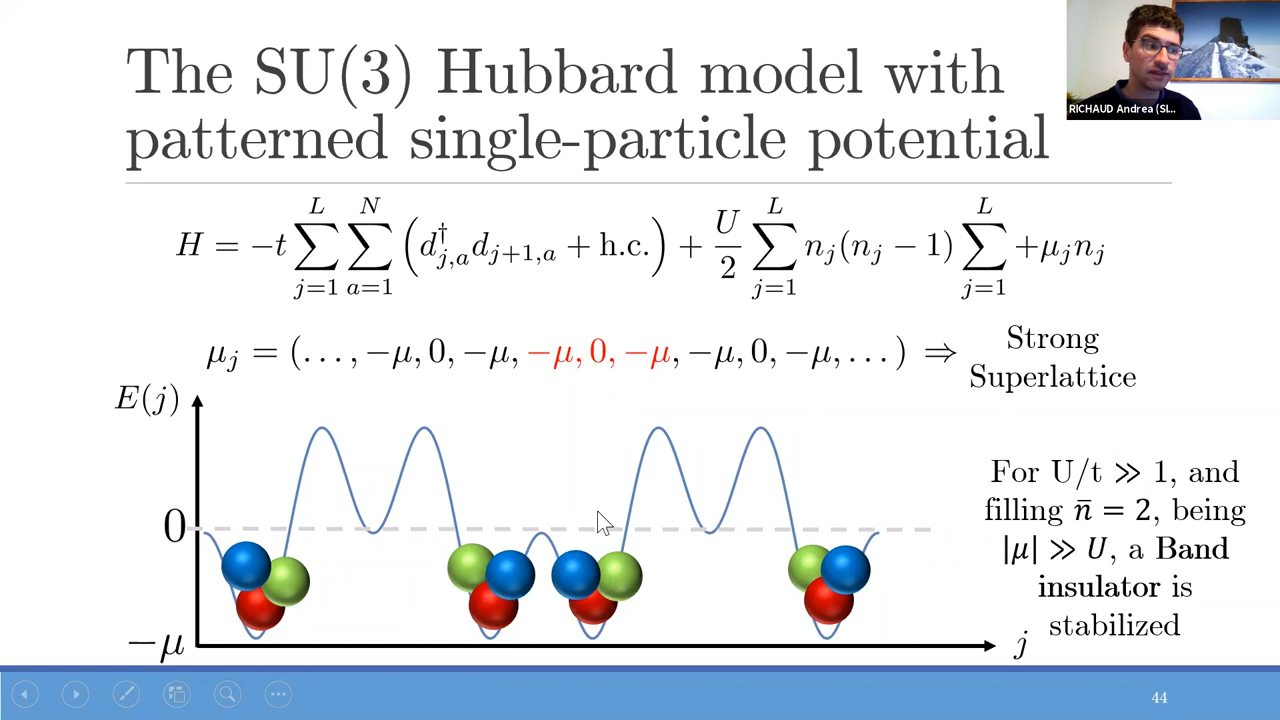 The SU(3) Hubbard model with
patterned single-particle potential
RICHAUD Andrea (SI...
H = −t ∑_{j=1}^{L} ∑_{a=1}^{N} (d†_{j,a} d_{j+1,a} + h.c.) + U/2 ∑_{j=1}^{L} n_j(n_j − 1) ∑_{j=1}^{L} +μ_j n_j
μ_j = (. . . , −μ, 0, −μ, −μ, 0, −μ, −μ, 0, −μ, . . . ) ⇒
Strong
Superlattice
E(j)
0
−μ
j
For U/t ≫ 1, and
filling n̄ = 2, being
|μ| ≫ U, a Band
insulator is
stabilized
44